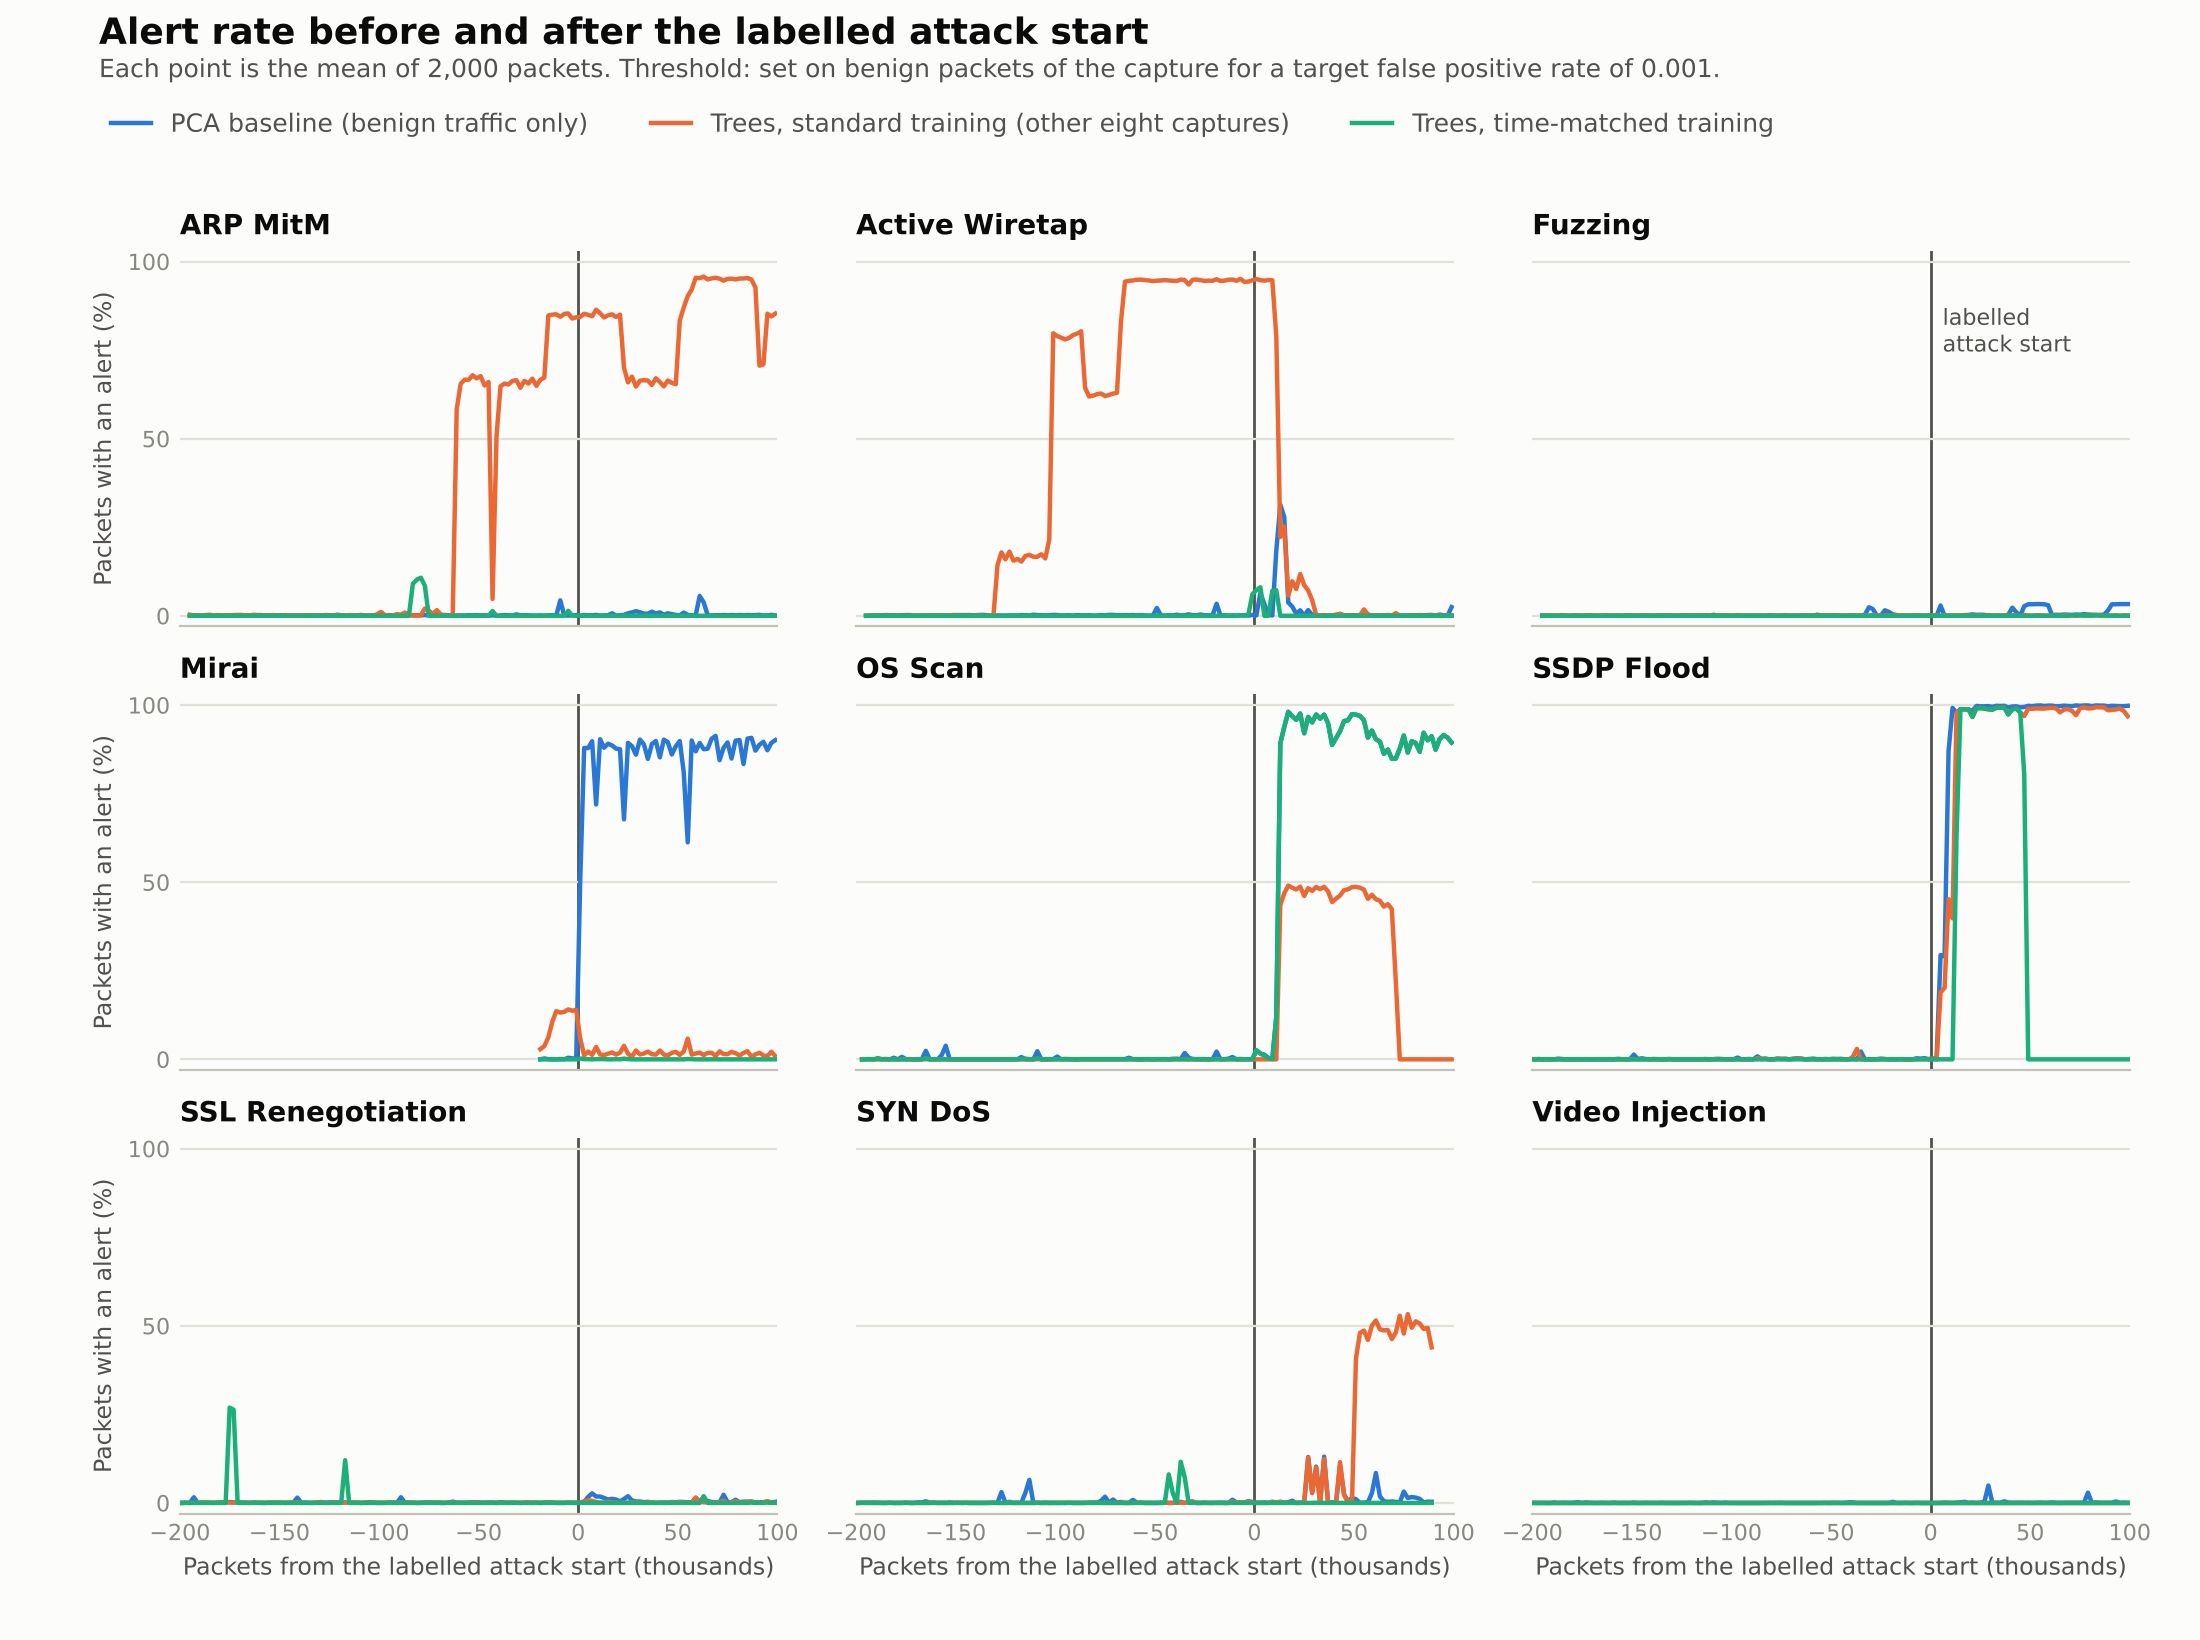 Alert rate before and after the labelled attack start
Each point is the mean of 2,000 packets. Threshold: set on benign packets of the capture for a target false positive rate of 0.001.
PCA baseline (benign traffic only)
Trees, standard training (other eight captures)
Trees, time-matched training
ARP MitM
Active Wiretap
Fuzzing
Packets with an alert (%)
100
50
0
labelled
attack start
Mirai
OS Scan
SSDP Flood
Packets with an alert (%)
100
50
0
SSL Renegotiation
SYN DoS
Video Injection
Packets with an alert (%)
100
50
0
−200 −150 −100 −50 0 50 100
−200 −150 −100 −50 0 50 100
−200 −150 −100 −50 0 50 100
Packets from the labelled attack start (thousands)
Packets from the labelled attack start (thousands)
Packets from the labelled attack start (thousands)